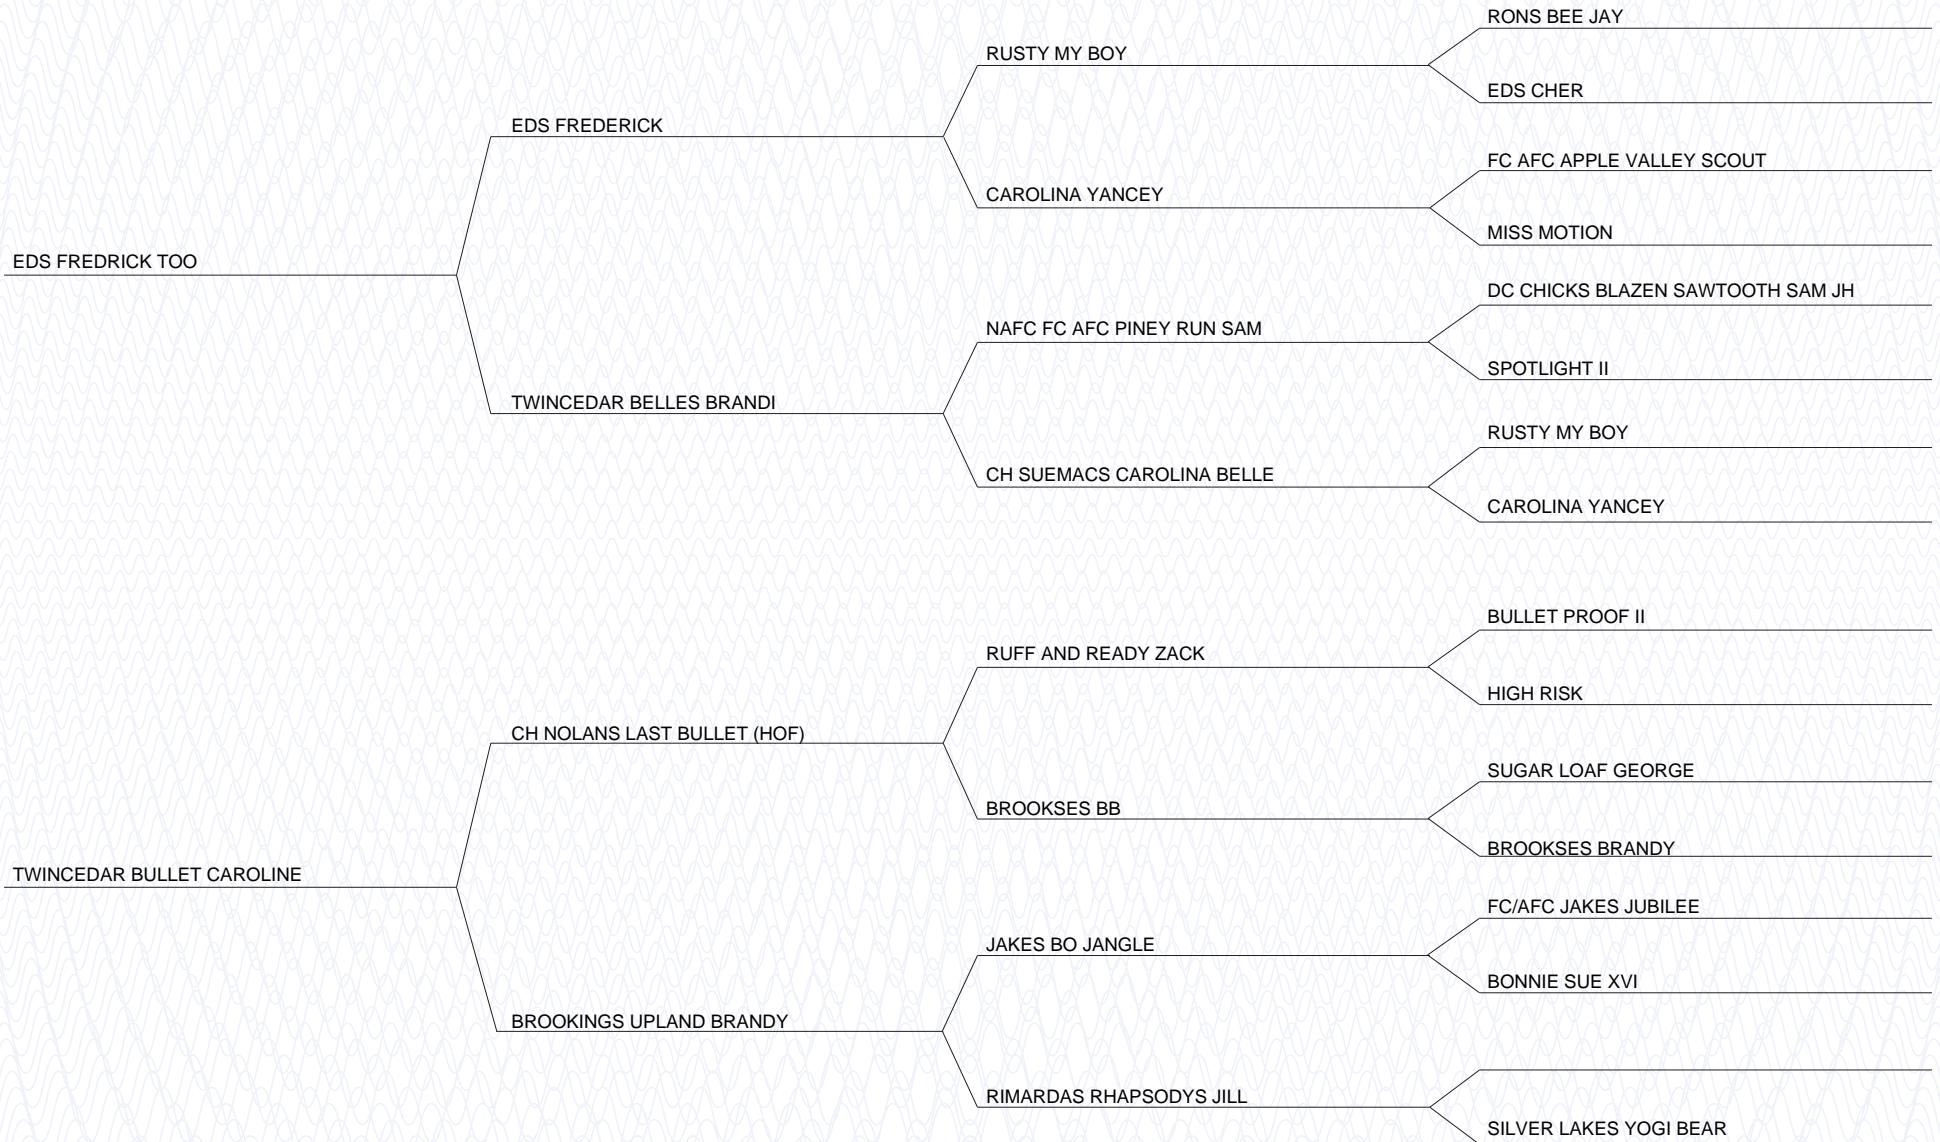 RONS BEE JAY
RUSTY MY BOY
EDS CHER
EDS FREDERICK
FC AFC APPLE VALLEY SCOUT
CAROLINA YANCEY
MISS MOTION
EDS FREDRICK TOO
DC CHICKS BLAZEN SAWTOOTH SAM JH
NAFC FC AFC PINEY RUN SAM
SPOTLIGHT II
TWINCEDAR BELLES BRANDI
RUSTY MY BOY
CH SUEMACS CAROLINA BELLE
CAROLINA YANCEY
BULLET PROOF II
RUFF AND READY ZACK
HIGH RISK
CH NOLANS LAST BULLET (HOF)
SUGAR LOAF GEORGE
BROOKSES BB
BROOKSES BRANDY
TWINCEDAR BULLET CAROLINE
FC/AFC JAKES JUBILEE
JAKES BO JANGLE
BONNIE SUE XVI
BROOKINGS UPLAND BRANDY
RIMARDAS RHAPSODYS JILL
SILVER LAKES YOGI BEAR